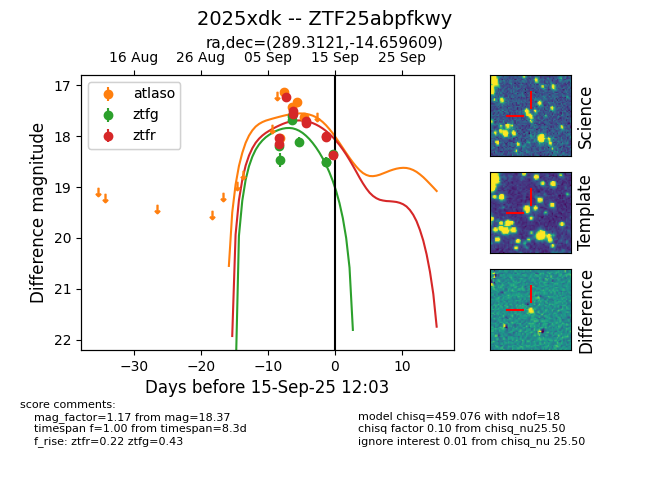 2025xdk -- ZTF25abpfkwy
ra,dec=(289.3121,-14.659609)
16 Aug 26 Aug 05 Sep 15 Sep 25 Sep
atlaso
ztfg
ztfr
17
18
19
20
21
22
Difference magnitude
−30 −20 −10 0 10
Days before 15-Sep-25 12:03
Science
Template
Difference
score comments:
mag_factor=1.17 from mag=18.37
timespan f=1.00 from timespan=8.3d
f_rise: ztfr=0.22 ztfg=0.43
model chisq=459.076 with ndof=18
chisq factor 0.10 from chisq_nu25.50
ignore interest 0.01 from chisq_nu 25.50